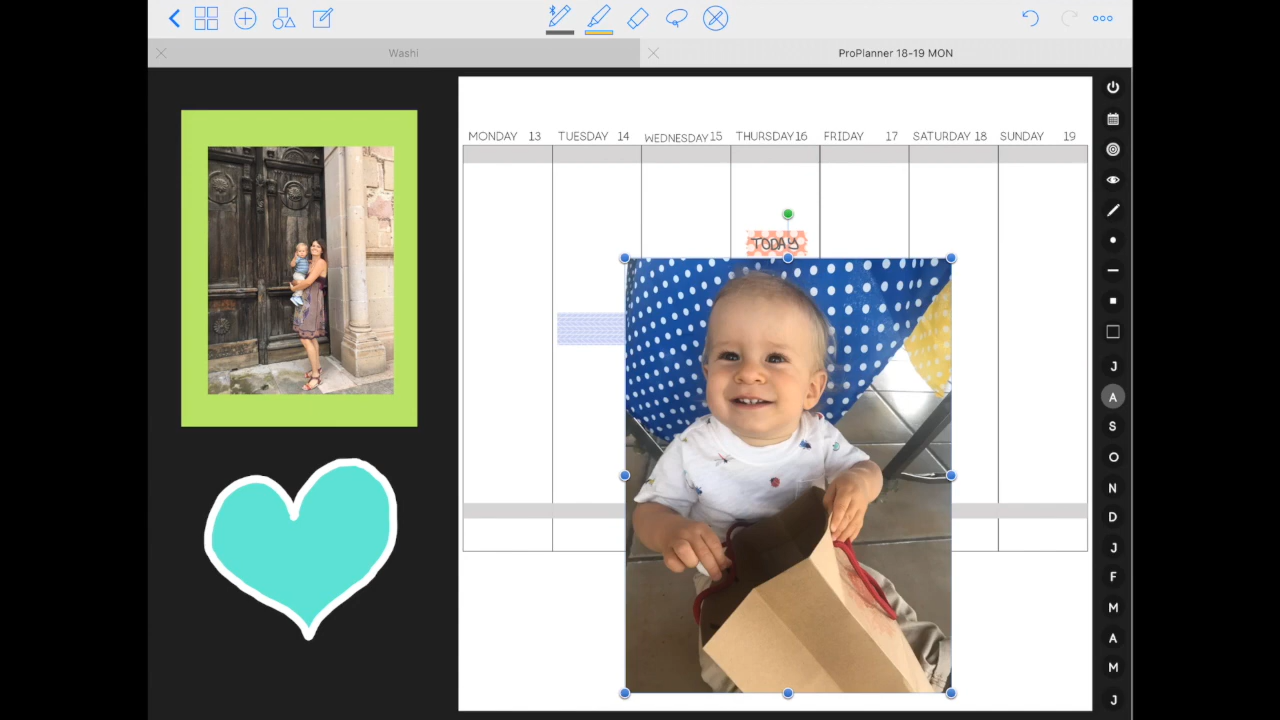 Washi
ProPlanner 18-19 MON
MONDAY 13 TUESDAY 14 WEDNESDAY 15 THURSDAY 16 FRIDAY 17 SATURDAY 18 SUNDAY 19
TODAY
J
A
S
O
N
D
J
F
M
A
M
J